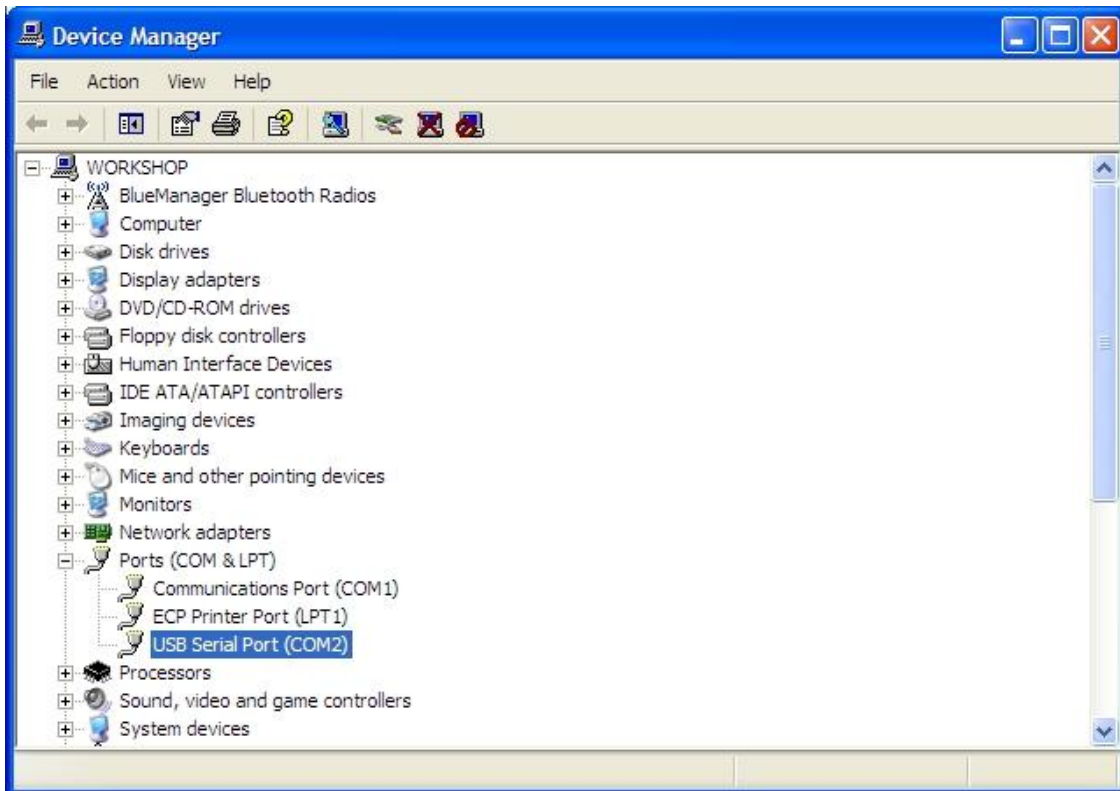 Device Manager
File Action View Help
WORKSHOP
BlueManager Bluetooth Radios
Computer
Disk drives
Display adapters
DVD/CD-ROM drives
Floppy disk controllers
Human Interface Devices
IDE ATA/ATAPI controllers
Imaging devices
Keyboards
Mice and other pointing devices
Monitors
Network adapters
Ports (COM & LPT)
Communications Port (COM1)
ECP Printer Port (LPT1)
USB Serial Port (COM2)
Processors
Sound, video and game controllers
System devices